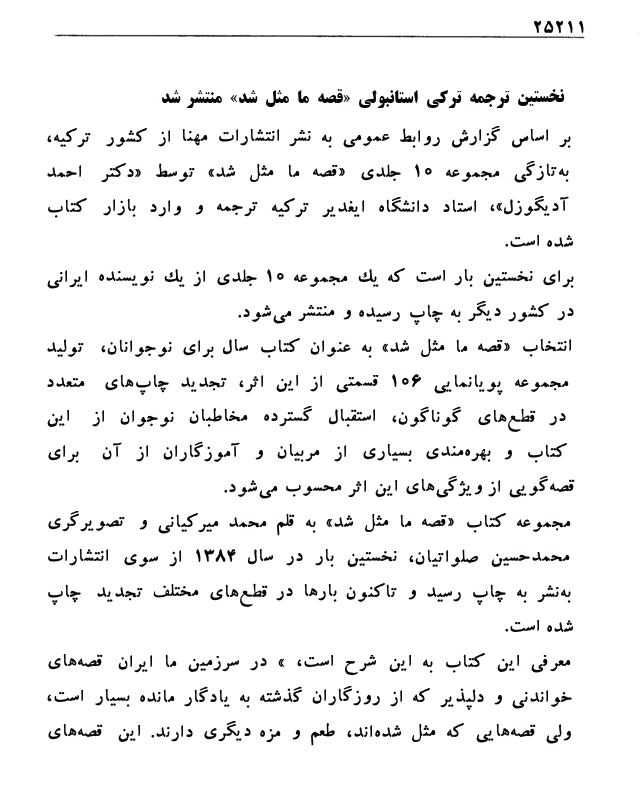 ۲۵۲۱۱
نخستین ترجمه ترکی استانبولی «قصه ما مثل شد» منتشر شد
بر اساس گزارش روابط عمومی به نشر انتشارات مهنا از کشور ترکیه،
به‌تازگی مجموعه ۱۰ جلدی «قصه ما مثل شد» توسط «دکتر احمد
آدیگوزل»، استاد دانشگاه ایغدیر ترکیه ترجمه و وارد بازار کتاب
شده است.
برای نخستین بار است که یك مجموعه ۱۰ جلدی از یك نویسنده ایرانی
در کشور دیگر به چاپ رسیده و منتشر می‌شود.
انتخاب «قصه ما مثل شد» به عنوان کتاب سال برای نوجوانان، تولید
مجموعه پویانمایی ۱۰۶ قسمتی از این اثر، تجدید چاپ‌های متعدد
در قطع‌های گوناگون، استقبال گسترده مخاطبان نوجوان از این
کتاب و بهره‌مندی بسیاری از مربیان و آموزگاران از آن برای
قصه‌گویی از ویژگی‌های این اثر محسوب می‌شود.
مجموعه کتاب «قصه ما مثل شد» به قلم محمد میرکیانی و تصویرگری
محمدحسین صلواتیان، نخستین بار در سال ۱۳۸۴ از سوی انتشارات
به‌نشر به چاپ رسید و تاکنون بارها در قطع‌های مختلف تجدید چاپ
شده است.
معرفی این کتاب به این شرح است، » در سرزمین ما ایران قصه‌های
خواندنی و دلپذیر که از روزگاران گذشته به یادگار مانده بسیار است،
ولی قصه‌هایی که مثل شده‌اند، طعم و مزه دیگری دارند. این قصه‌های